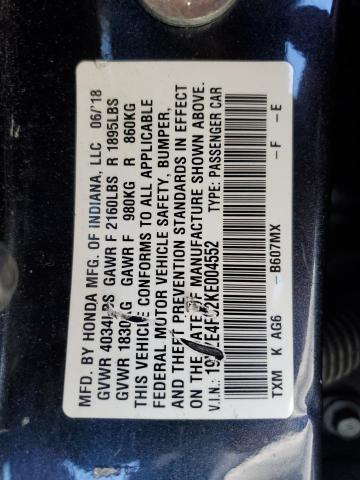 MFD. BY HONDA MFG. OF INDIANA, LLC 06/'18
GVWR 4034LBS GAWR F 2160LBS R 1895LBS
GVWR 1830KG GAWR F 980KG R 860KG
THIS VEHICLE CONFORMS TO ALL APPLICABLE
FEDERAL MOTOR VEHICLE SAFETY, BUMPER,
AND THEFT PREVENTION STANDARDS IN EFFECT
ON THE DATE OF MANUFACTURE SHOWN ABOVE.
V.I.N.: TYPE: PASSENGER CAR
TXM K AG6 -B607MX -F -E